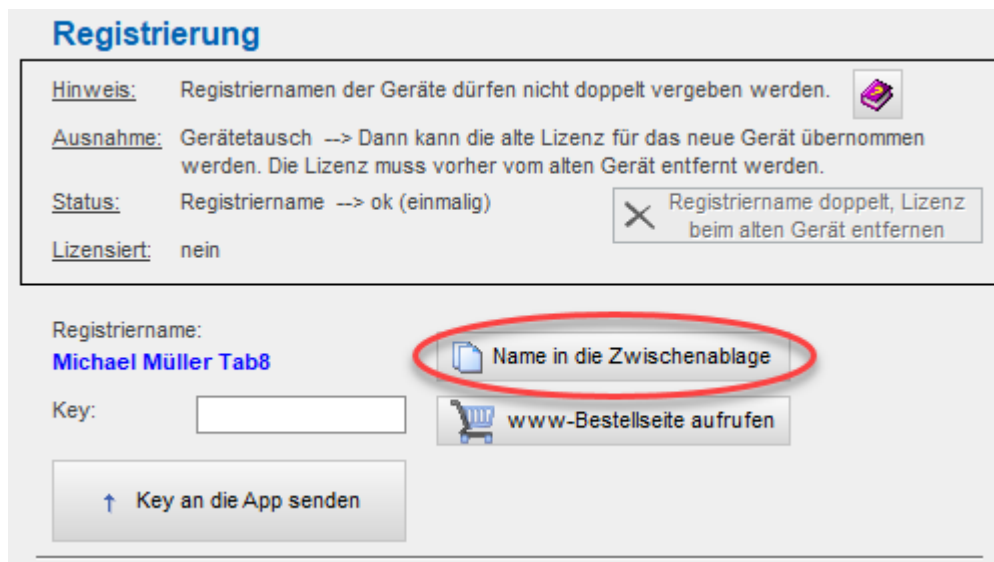 Registrierung
Hinweis: Registriernamen der Geräte dürfen nicht doppelt vergeben werden.
Ausnahme: Gerätetausch --> Dann kann die alte Lizenz für das neue Gerät übernommen
werden. Die Lizenz muss vorher vom alten Gerät entfernt werden.
Status: Registriername --> ok (einmalig)
Registriername doppelt, Lizenz
beim alten Gerät entfernen
Lizensiert: nein
Registriername:
Michael Müller Tab8
Name in die Zwischenablage
Key:
www-Bestellseite aufrufen
Key an die App senden